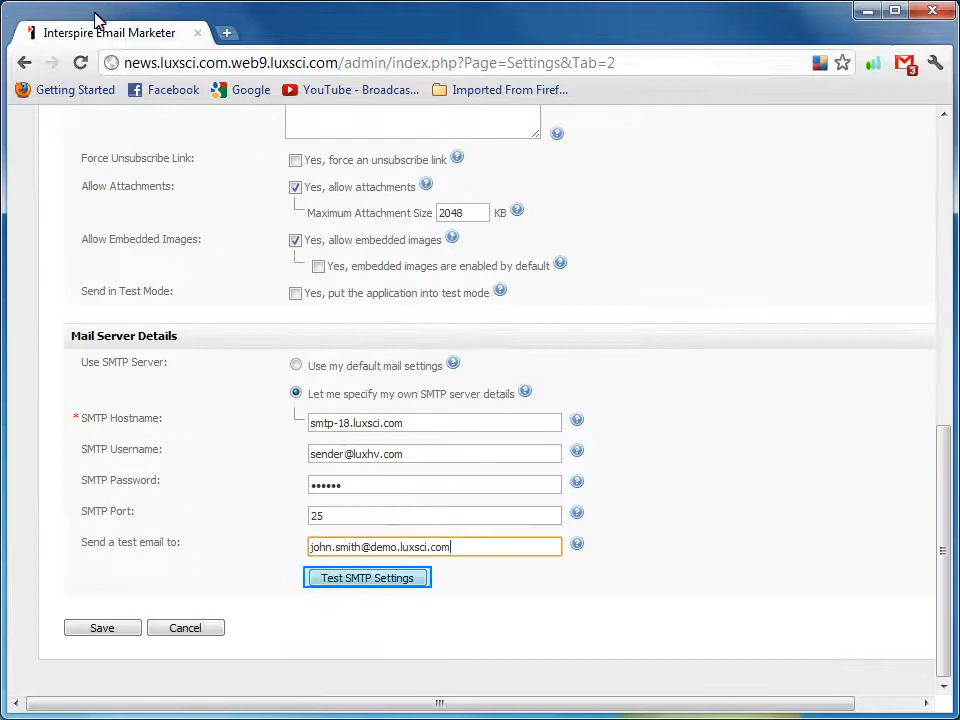 Interspire Email Marketer
news.luxsci.com.web9.luxsci.com/admin/index.php?Page=Settings&Tab=2
3
Getting Started Facebook Google YouTube - Broadcas... Imported From Firef...
Force Unsubscribe Link: Yes, force an unsubscribe link
Allow Attachments: Yes, allow attachments
Maximum Attachment Size 2048 KB
Allow Embedded Images: Yes, allow embedded images
Yes, embedded images are enabled by default
Send in Test Mode: Yes, put the application into test mode
Mail Server Details
Use SMTP Server: Use my default mail settings
Let me specify my own SMTP server details
* SMTP Hostname: smtp-18.luxsci.com
SMTP Username: sender@luxhv.com
SMTP Password: ••••••
SMTP Port: 25
Send a test email to: john.smith@demo.luxsci.com
Test SMTP Settings
Save Cancel